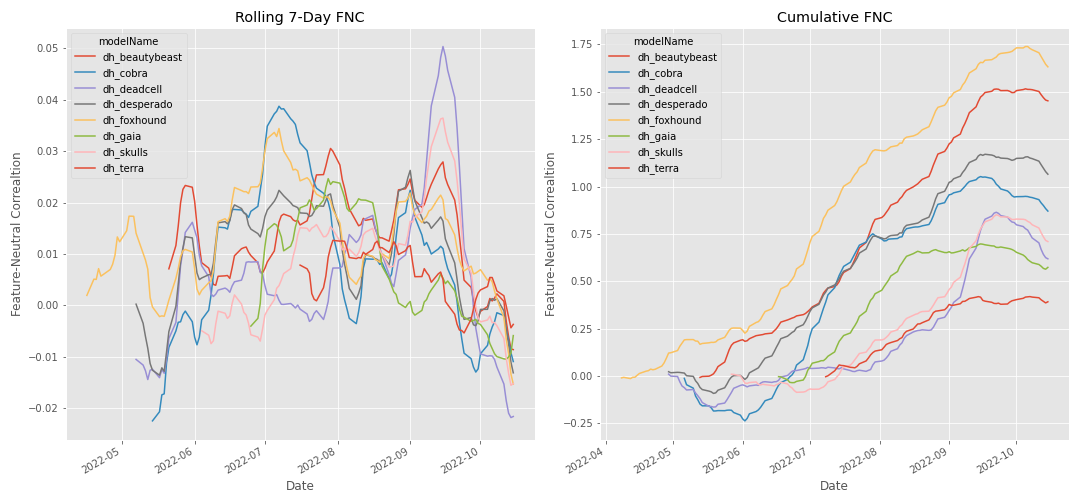 Rolling 7-Day FNC
Feature-Neutral Correaltion
0.05
0.04
0.03
0.02
0.01
0.00
−0.01
−0.02
modelName
dh_beautybeast
dh_cobra
dh_deadcell
dh_desperado
dh_foxhound
dh_gaia
dh_skulls
dh_terra
2022-05
2022-06
2022-07
2022-08
2022-09
2022-10
Date
Cumulative FNC
Feature-Neutral Correaltion
1.75
1.50
1.25
1.00
0.75
0.50
0.25
0.00
−0.25
modelName
dh_beautybeast
dh_cobra
dh_deadcell
dh_desperado
dh_foxhound
dh_gaia
dh_skulls
dh_terra
2022-04
2022-05
2022-06
2022-07
2022-08
2022-09
2022-10
Date